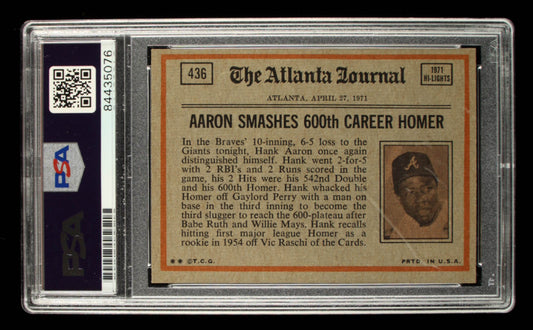 84435076
PSA
PSA
436
The Atlanta Journal
1971
HI-LIGHTS
ATLANTA, APRIL 27, 1971
AARON SMASHES 600th CAREER HOMER
In the Braves' 10-inning, 6-5 loss to the
Giants tonight, Hank Aaron once again
distinguished himself. Hank went 2-for-5
with 2 RBI's and 2 Runs scored in the
game, his 2 Hits were his 542nd Double
and his 600th Homer. Hank whacked his
Homer off Gaylord Perry with a man on
base in the third inning to become the
third slugger to reach the 600-plateau after
Babe Ruth and Willie Mays. Hank recalls
hitting first major league Homer as a
rookie in 1954 off Vic Raschi of the Cards.
** ©T.C.G.
PRTD. IN U.S.A.